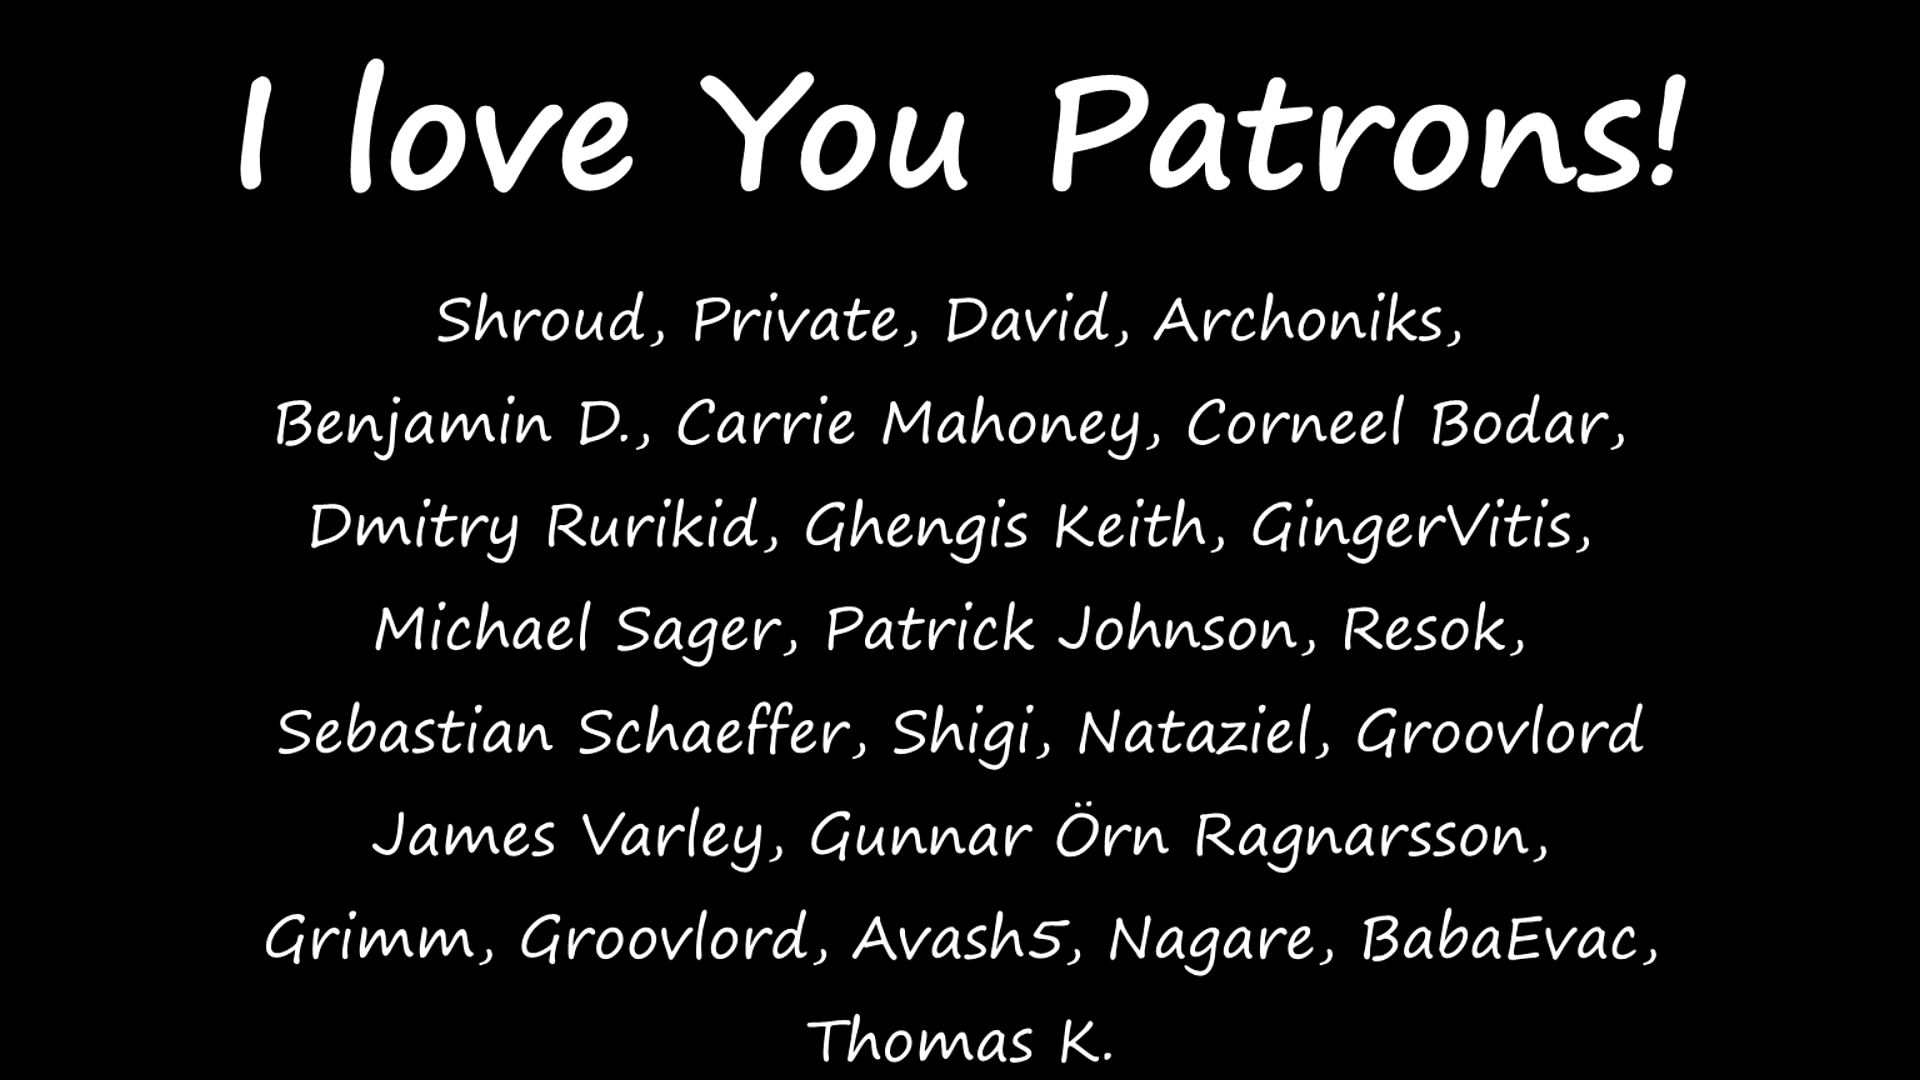 I love You Patrons!
Shroud, Private, David, Archoniks,
Benjamin D., Carrie Mahoney, Corneel Bodar,
Dmitry Rurikid, Ghengis Keith, GingerVitis,
Michael Sager, Patrick Johnson, Resok,
Sebastian Schaeffer, Shigi, Nataziel, Groovlord
James Varley, Gunnar Örn Ragnarsson,
Grimm, Groovlord, Avash5, Nagare, BabaEvac,
Thomas K.